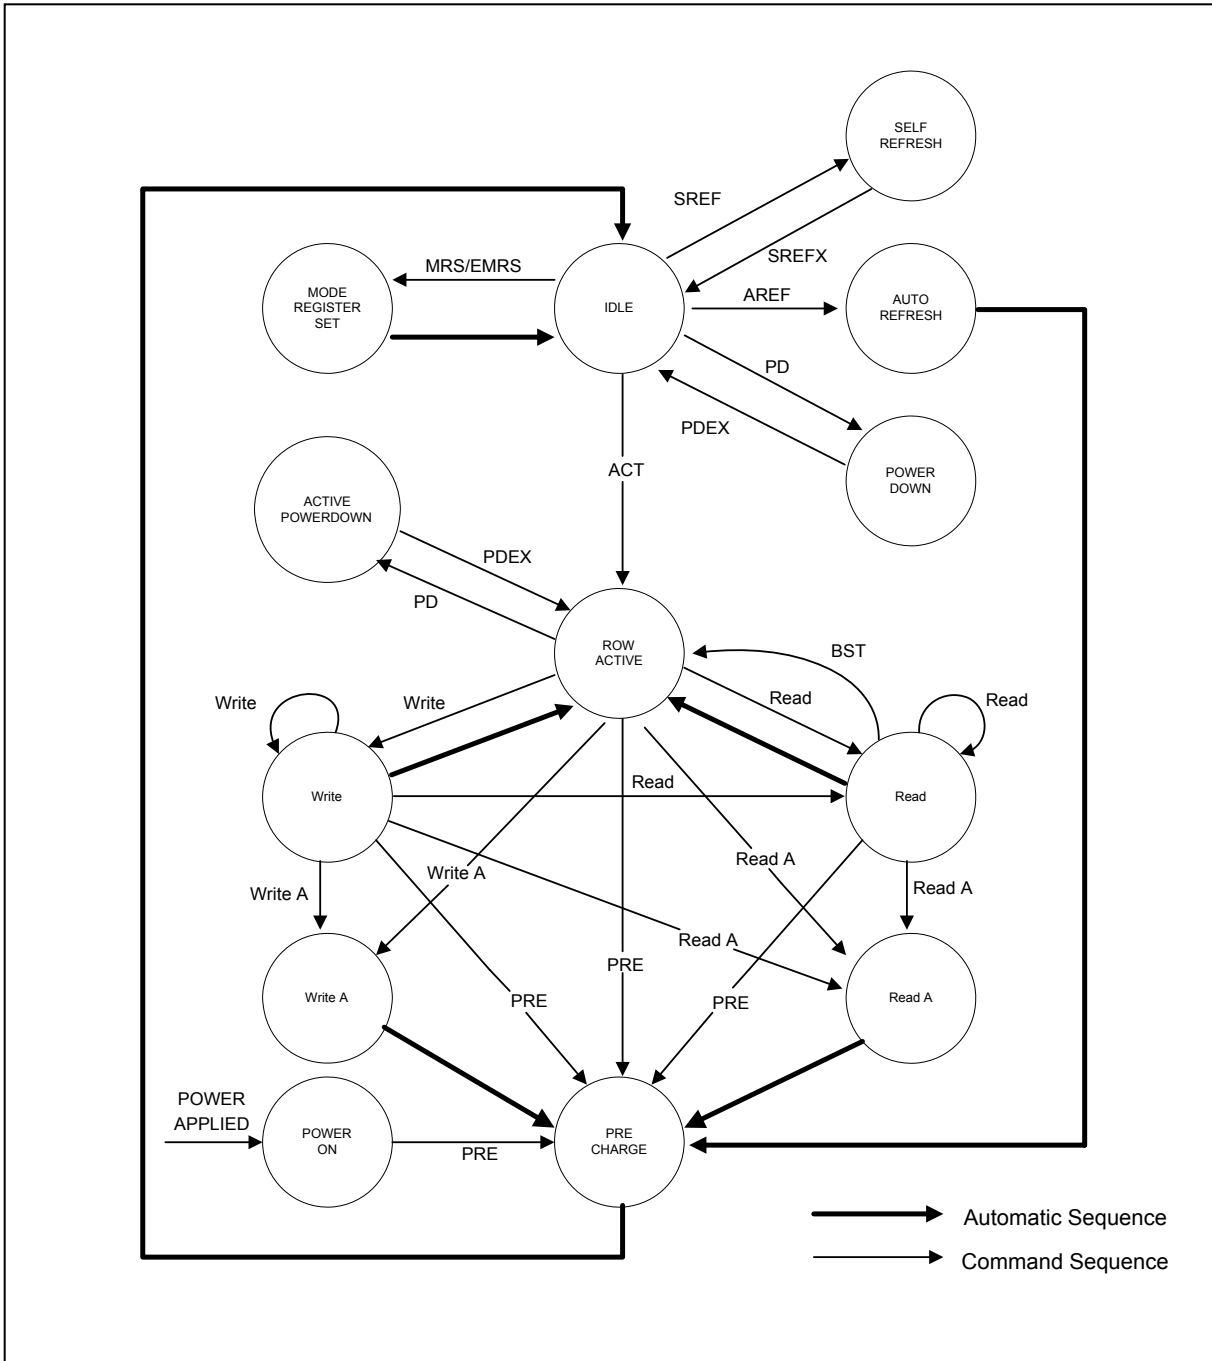 SELF
REFRESH
SREF
SREFX
MRS/EMRS
MODE
REGISTER
SET
IDLE
AREF
AUTO
REFRESH
PD
PDEX
POWER
DOWN
ACT
ACTIVE
POWERDOWN
PDEX
PD
ROW
ACTIVE
BST
Write
Write
Read
Read
Write
Read
Read
Write A
Write A
Read A
Read A
Read A
PRE
PRE
PRE
Write A
Read A
POWER
APPLIED
POWER
ON
PRE
PRE
CHARGE
Automatic Sequence
Command Sequence